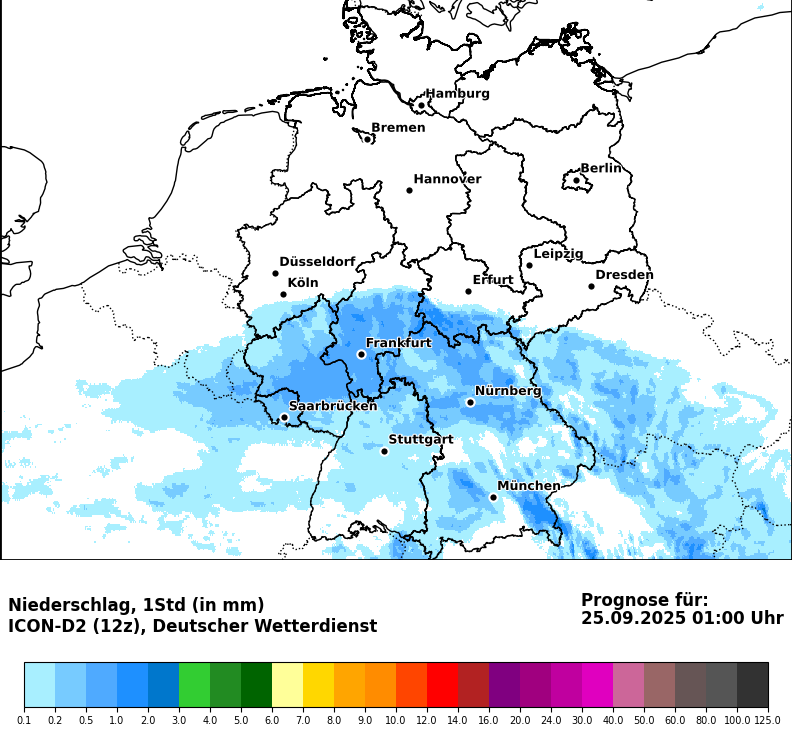 Hamburg
Bremen
Berlin
Hannover
Leipzig
Düsseldorf
Dresden
Köln
Erfurt
Frankfurt
Nürnberg
Saarbrücken
Stuttgart
München
Niederschlag, 1Std (in mm)
ICON-D2 (12z), Deutscher Wetterdienst
Prognose für:
25.09.2025 01:00 Uhr
0.1 0.2 0.5 1.0 2.0 3.0 4.0 5.0 6.0 7.0 8.0 9.0 10.0 12.0 14.0 16.0 20.0 24.0 30.0 40.0 50.0 60.0 80.0 100.0 125.0